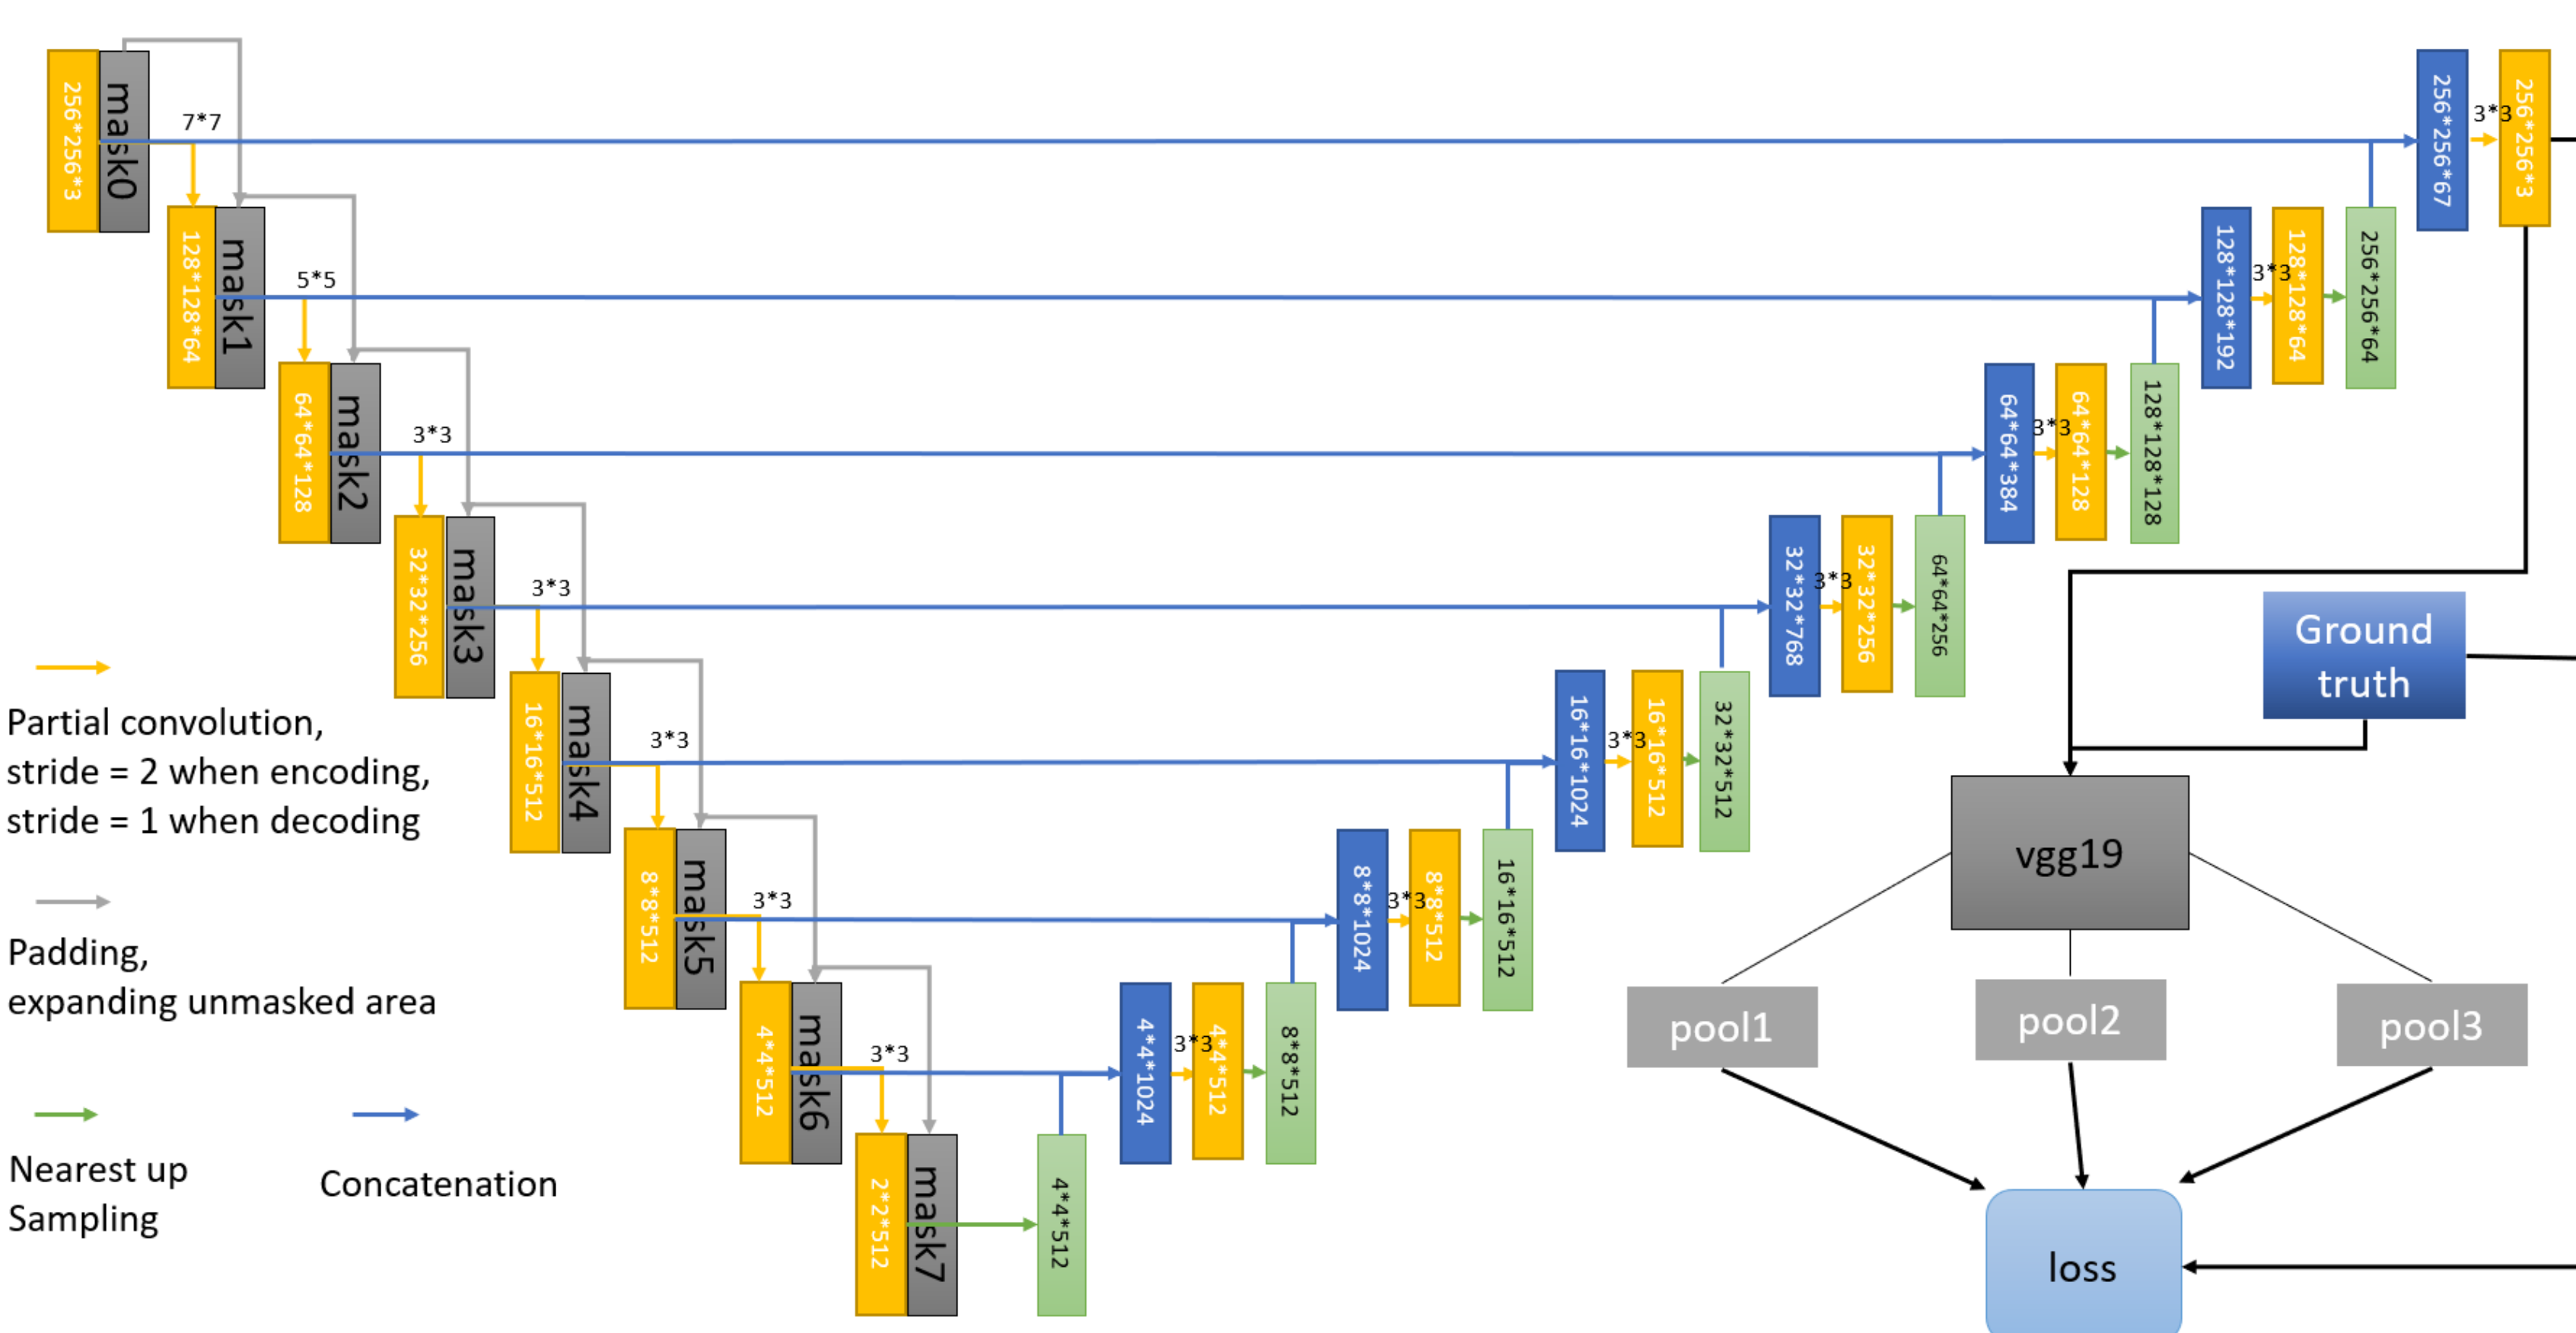 256*256*3
mask0
7*7
128*128*64
mask1
5*5
64*64*128
mask2
3*3
32*32*256
mask3
3*3
16*16*512
mask4
3*3
8*8*512
mask5
3*3
4*4*512
mask6
3*3
2*2*512
mask7
4*4*512
4*4*1024
3*3
4*4*512
8*8*512
8*8*1024
3*3
8*8*512
16*16*512
16*16*1024
3*3
16*16*512
32*32*512
32*32*768
3*3
32*32*256
64*64*256
64*64*384
3*3
64*64*128
128*128*128
128*128*192
3*3
128*128*64
256*256*64
256*256*67
3*3
256*256*3
Partial convolution,
stride = 2 when encoding,
stride = 1 when decoding
Padding,
expanding unmasked area
Nearest up
Sampling
Concatenation
Ground
truth
vgg19
pool1
pool2
pool3
loss